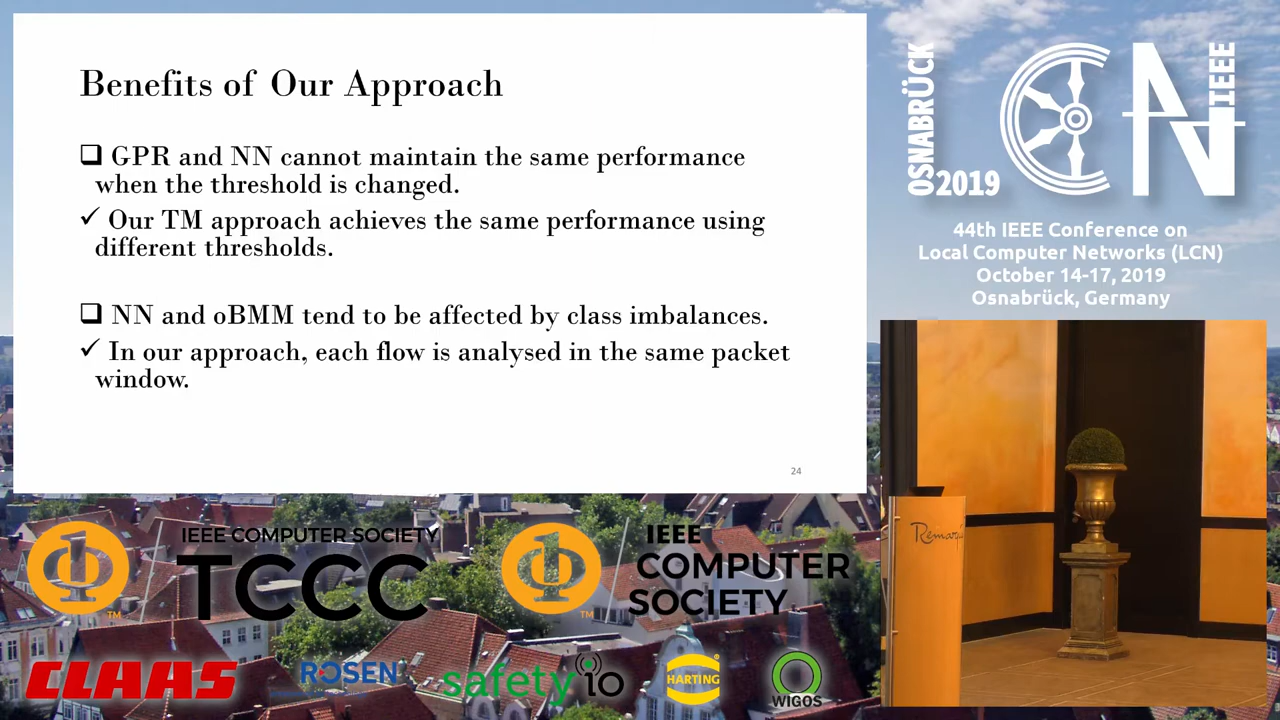 Benefits of Our Approach
❑ GPR and NN cannot maintain the same performance
when the threshold is changed.
✓ Our TM approach achieves the same performance using
different thresholds.
❑ NN and oBMM tend to be affected by class imbalances.
✓ In our approach, each flow is analysed in the same packet
window.
24
OSNABRÜCK
2019
LCN
IEEE
44th IEEE Conference on
Local Computer Networks (LCN)
October 14-17, 2019
Osnabrück, Germany
IEEE COMPUTER SOCIETY
TCCC
TM
IEEE
COMPUTER
SOCIETY
TM
CLAAS
ROSEN
safetyio
HARTING
WIGOS